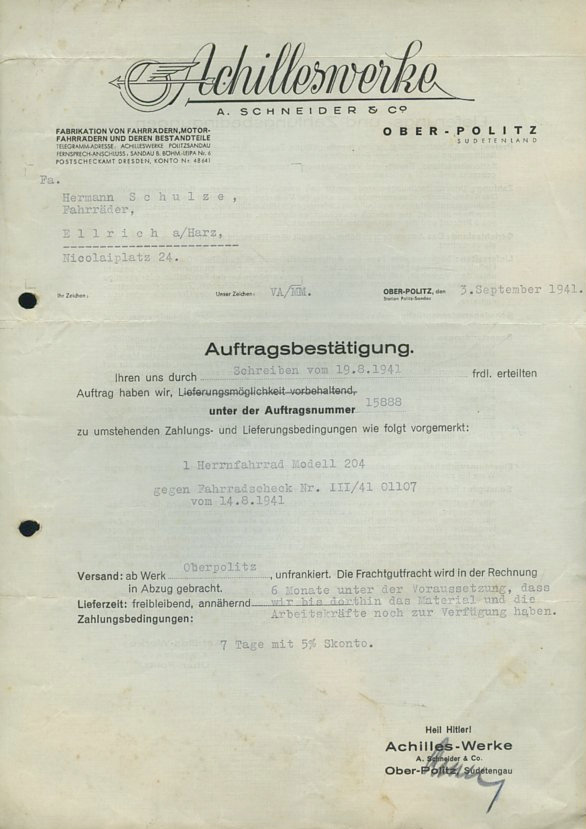 Achilleswerke
A. SCHNEIDER & Co
FABRIKATION VON FAHRRÄDERN, MOTOR-
FAHRRÄDERN UND DEREN BESTANDTEILE
TELEGRAMM-ADRESSE: ACHILLESWERKE POLITZSANDAU
FERNSPRECH-ANSCHLUSS: SANDAU B. BÖHM.-LEIPA Nr. 6
POSTSCHECKAMT DRESDEN, KONTO Nr. 48641
OBER-POLITZ
SUDETENLAND
Fa.
Hermann S c h u l z e ,
Fahrräder,
E l l r i c h a/Harz,
Nicolaiplatz 24.
Ihr Zeichen: Unser Zeichen: VA/MM. OBER-POLITZ, den 3.September 1941.
Station Politz-Sandau
Auftragsbestätigung.
Ihren uns durch Schreiben vom 19.8.1941 frdl. erteilten
Auftrag haben wir, Lieferungsmöglichkeit vorbehaltend,
unter der Auftragsnummer 15888
zu umstehenden Zahlungs- und Lieferungsbedingungen wie folgt vorgemerkt:
1 Herrnfahrrad Modell 204
gegen Fahrradscheck Nr. III/41 01107
vom 14.8.1941
Versand: ab Werk Oberpolitz, unfrankiert. Die Frachtgutfracht wird in der Rechnung
in Abzug gebracht.
Lieferzeit: freibleibend, annähernd 6 Monate unter der Voraussetzung, dass
wir bis dorthin das Material und die
Arbeitskräfte noch zur Verfügung haben.
Zahlungsbedingungen:
7 Tage mit 5% Skonto.
Heil Hitler!
Achilles-Werke
A. Schneider & Co.
Ober-Politz, Sudetengau